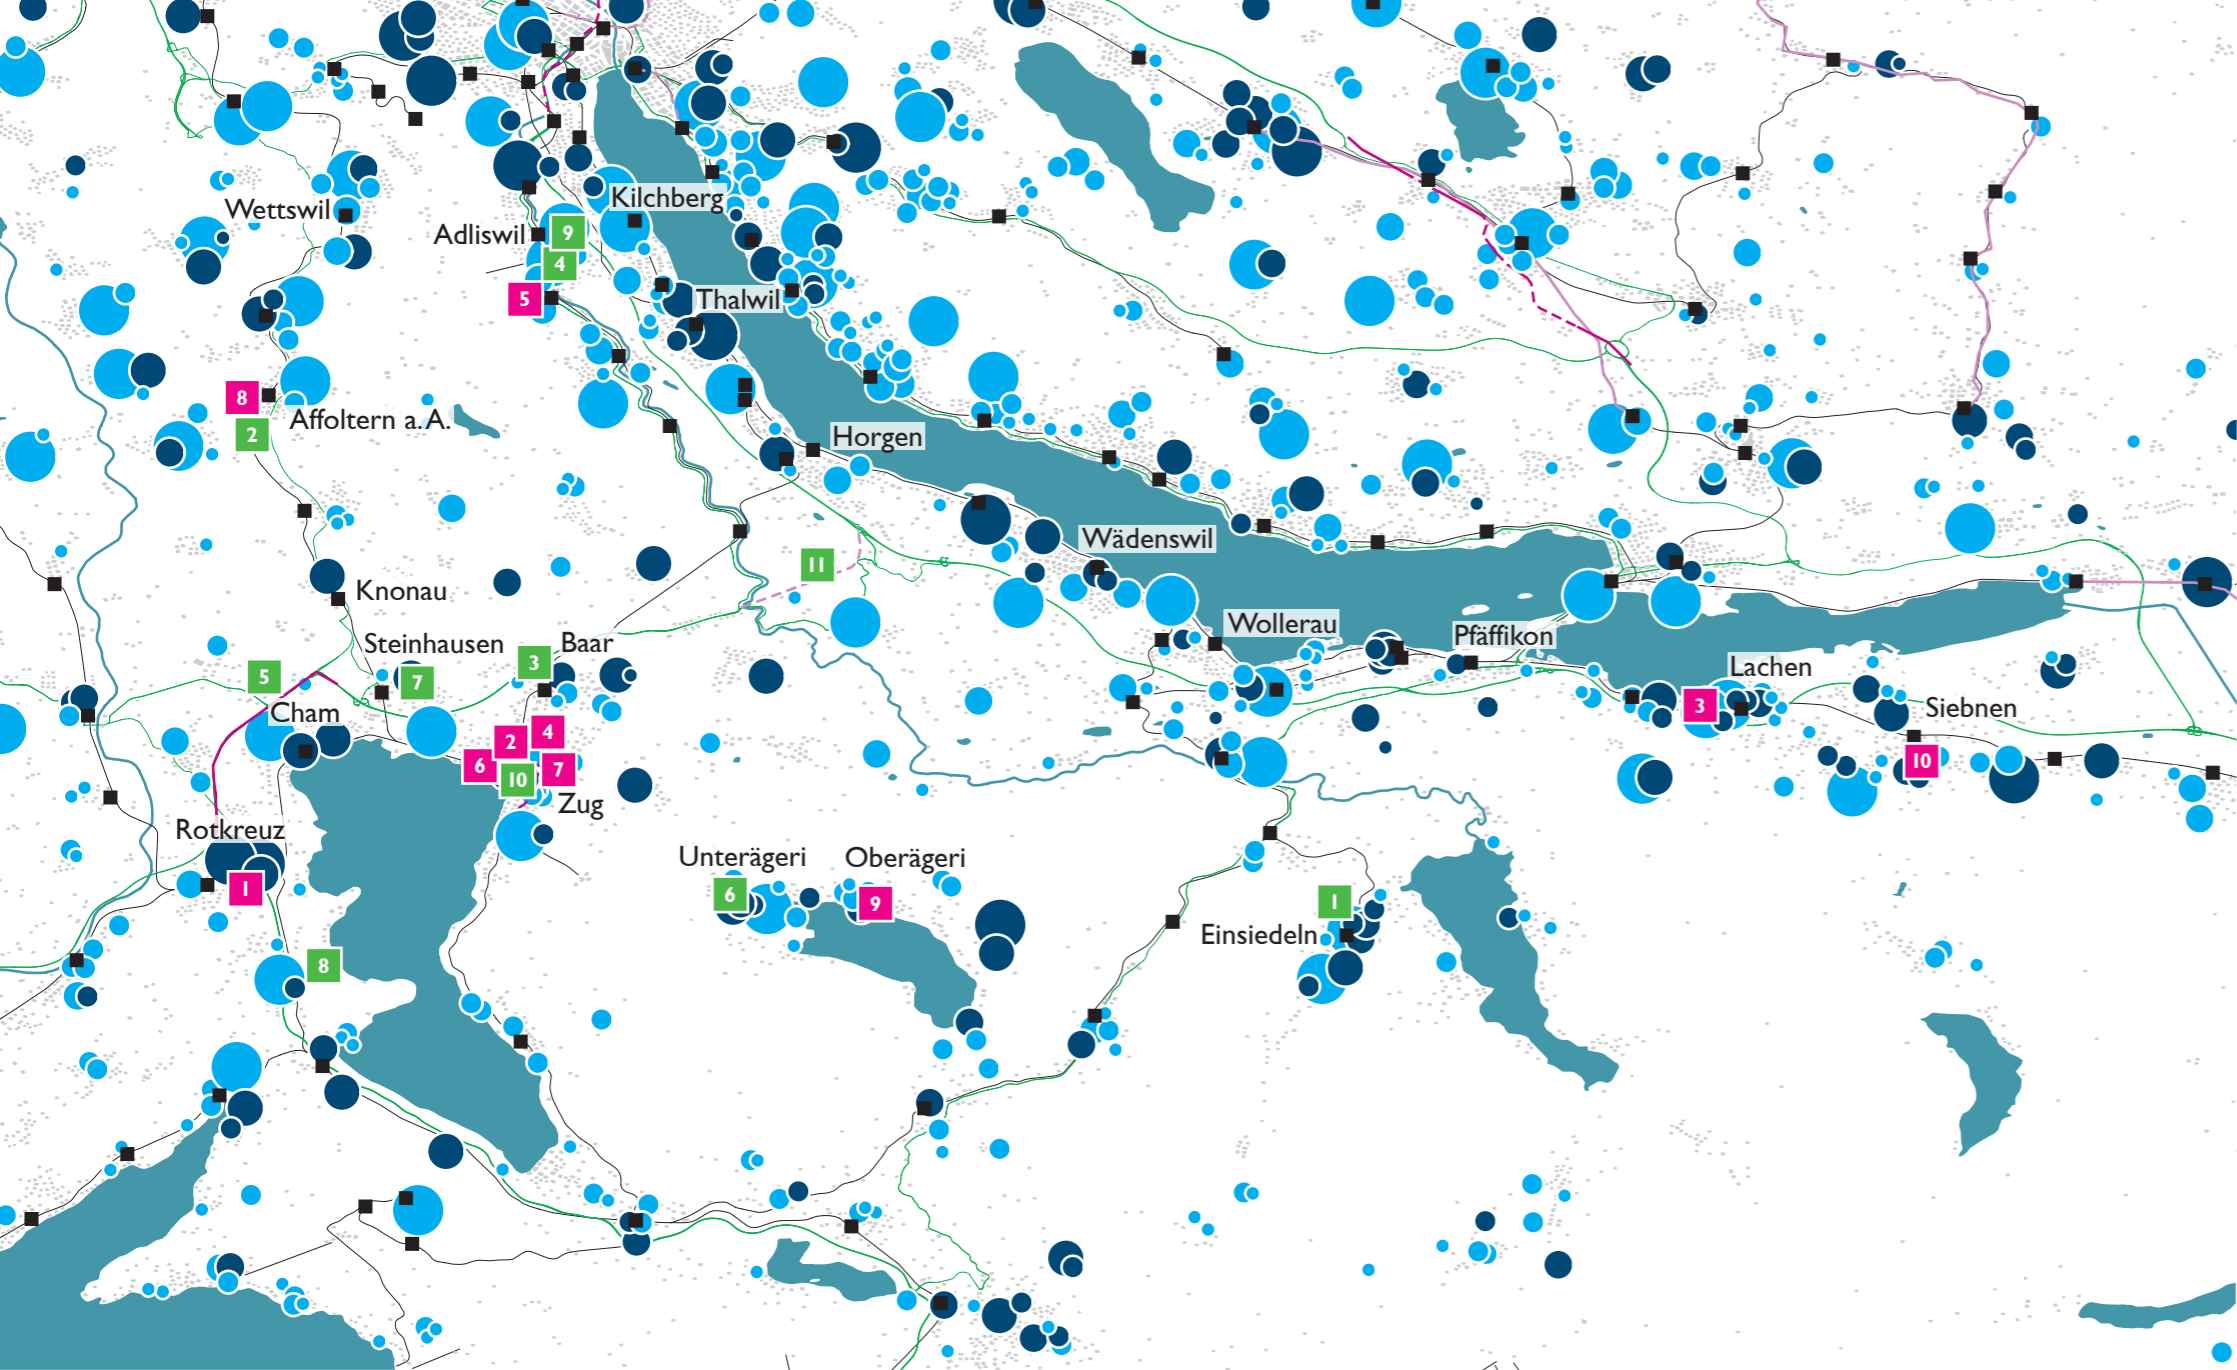 Kilchberg
Wettswil
Adliswil
9
4
5
Thalwil
8
Affoltern a.A.
2
Horgen
Wädenswil
11
Knonau
Wollerau
Steinhausen
Baar
Pfäffikon
3
5
7
Lachen
Cham
3
Siebnen
4
2
6
7
10
10
Zug
Rotkreuz
Unterägeri
Oberägeri
1
6
9
1
Einsiedeln
8